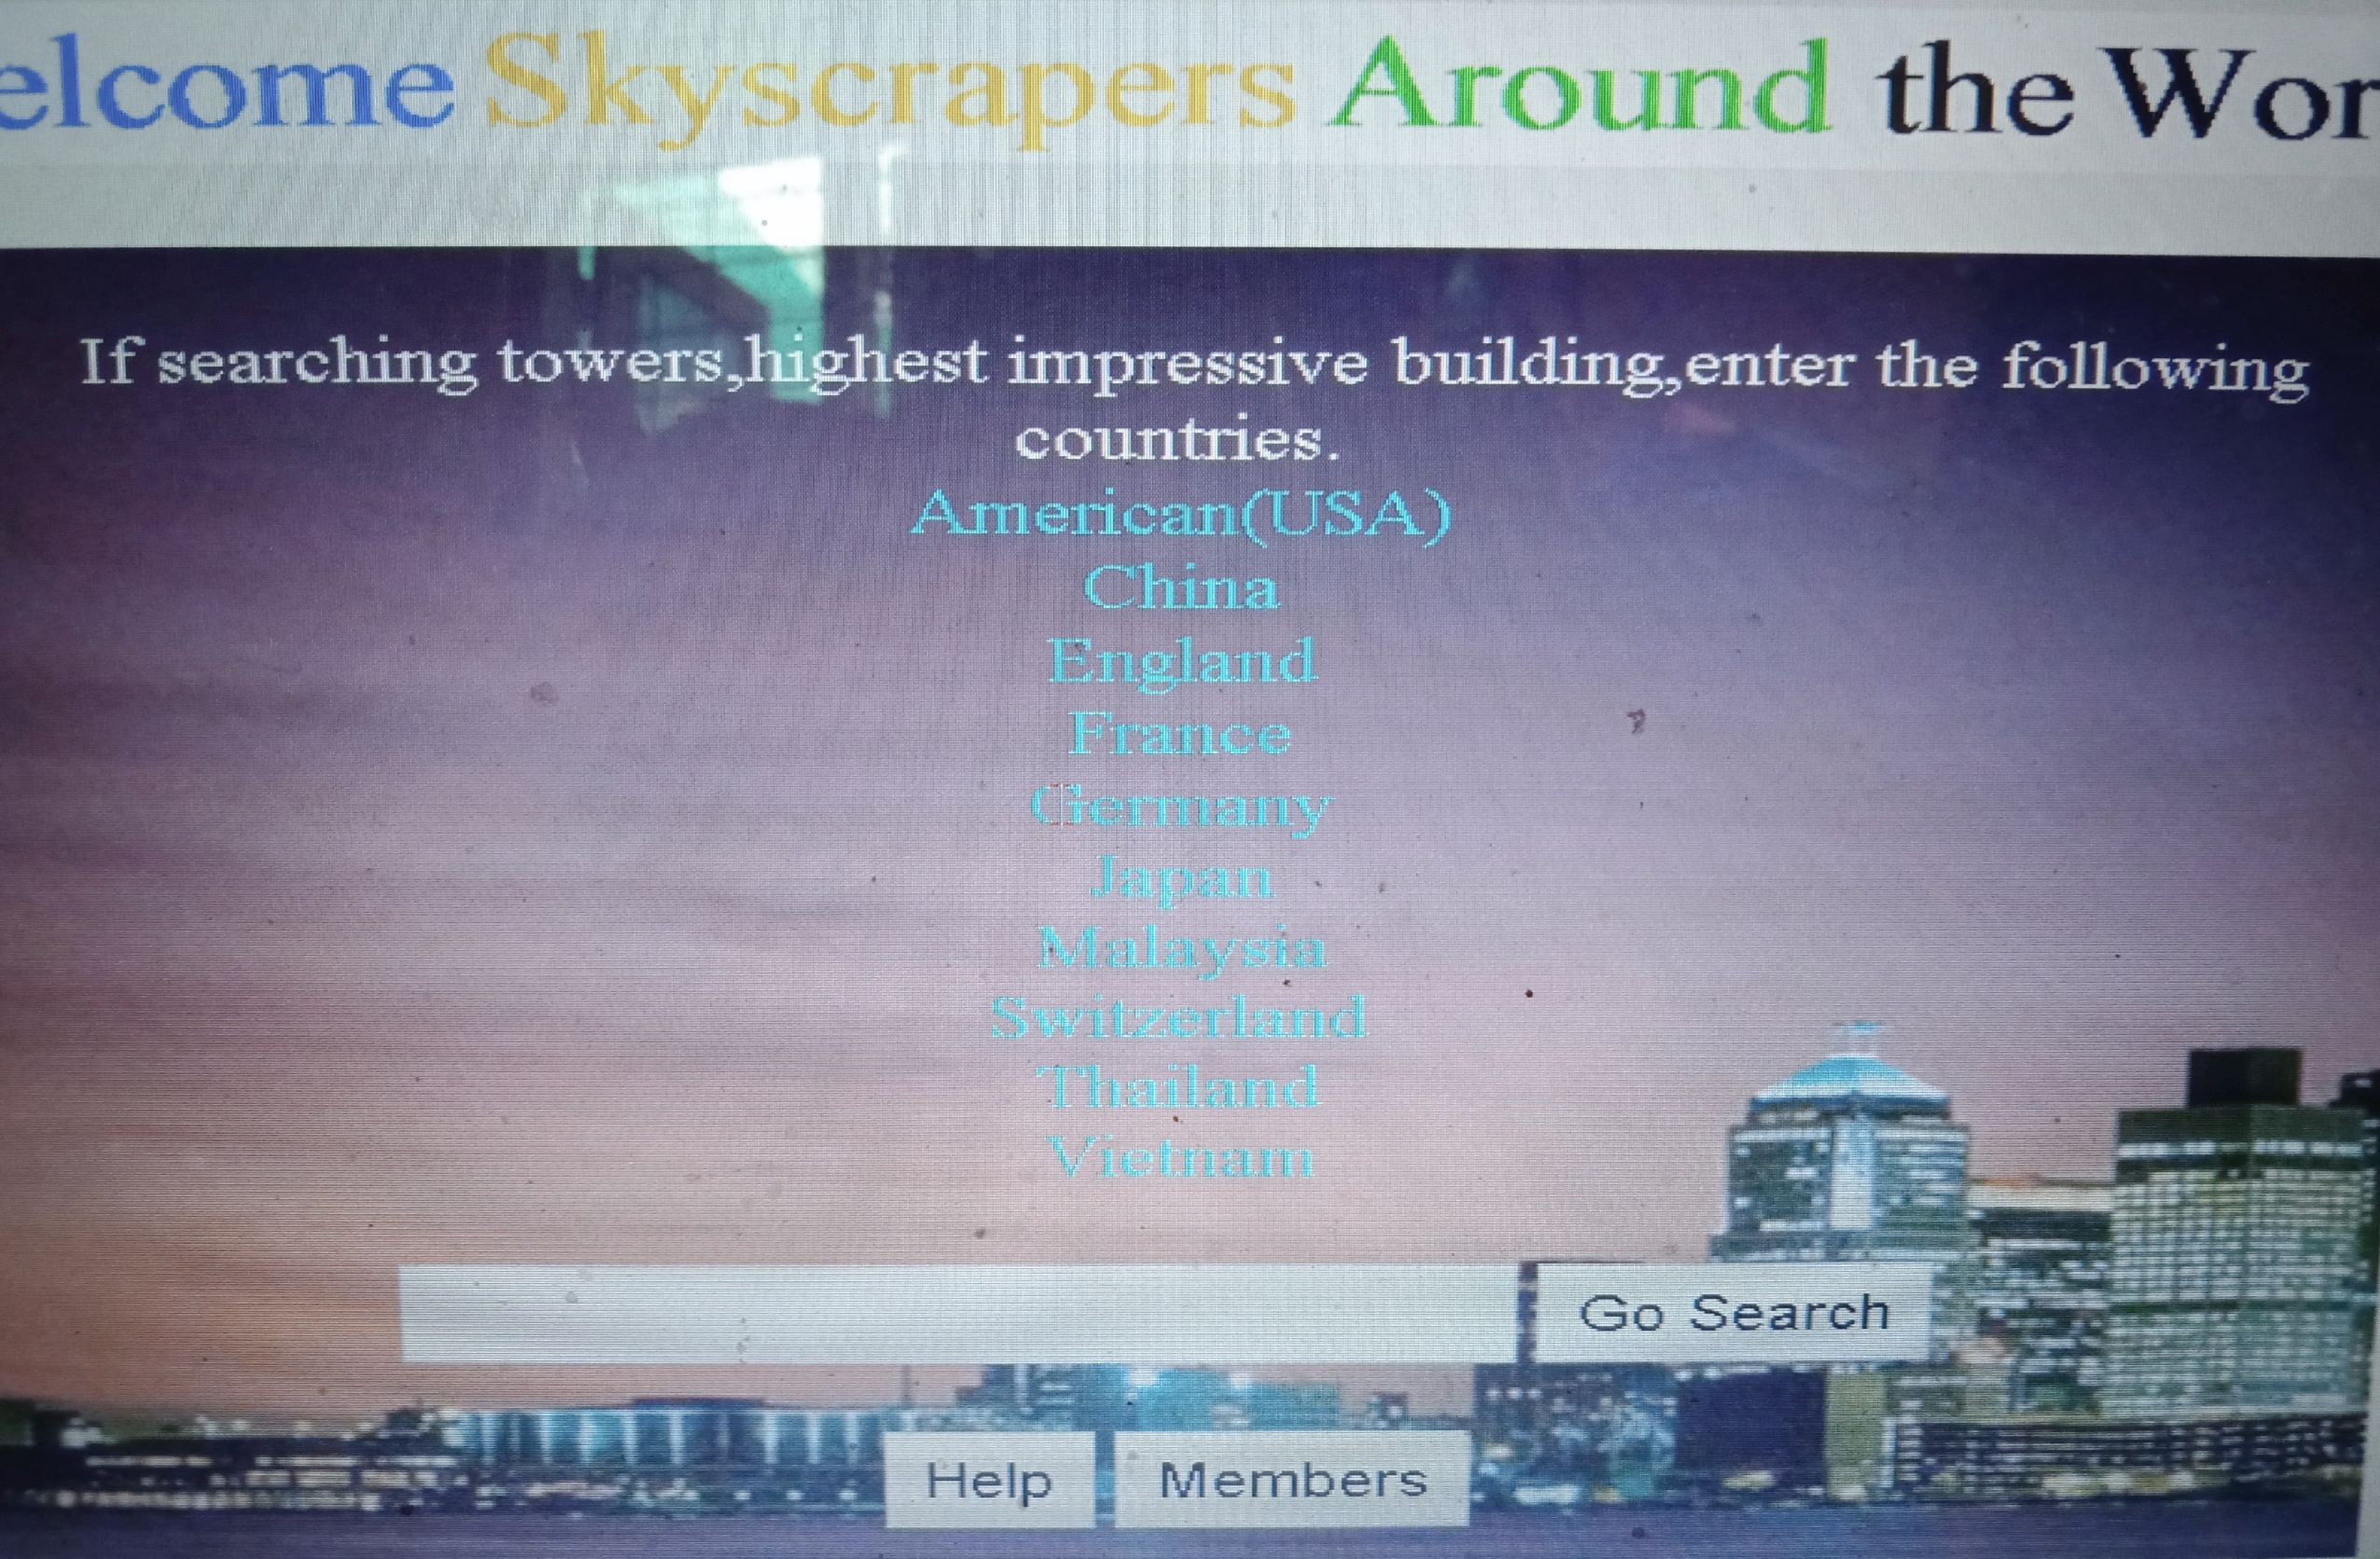 elcome Skyscrapers Around the Wor
If searching towers,highest impressive building,enter the following
countries.
American(USA)
China
England
France
Germany
Japan
Malaysia
Switzerland
Thailand
Vietnam
Go Search
Help Members